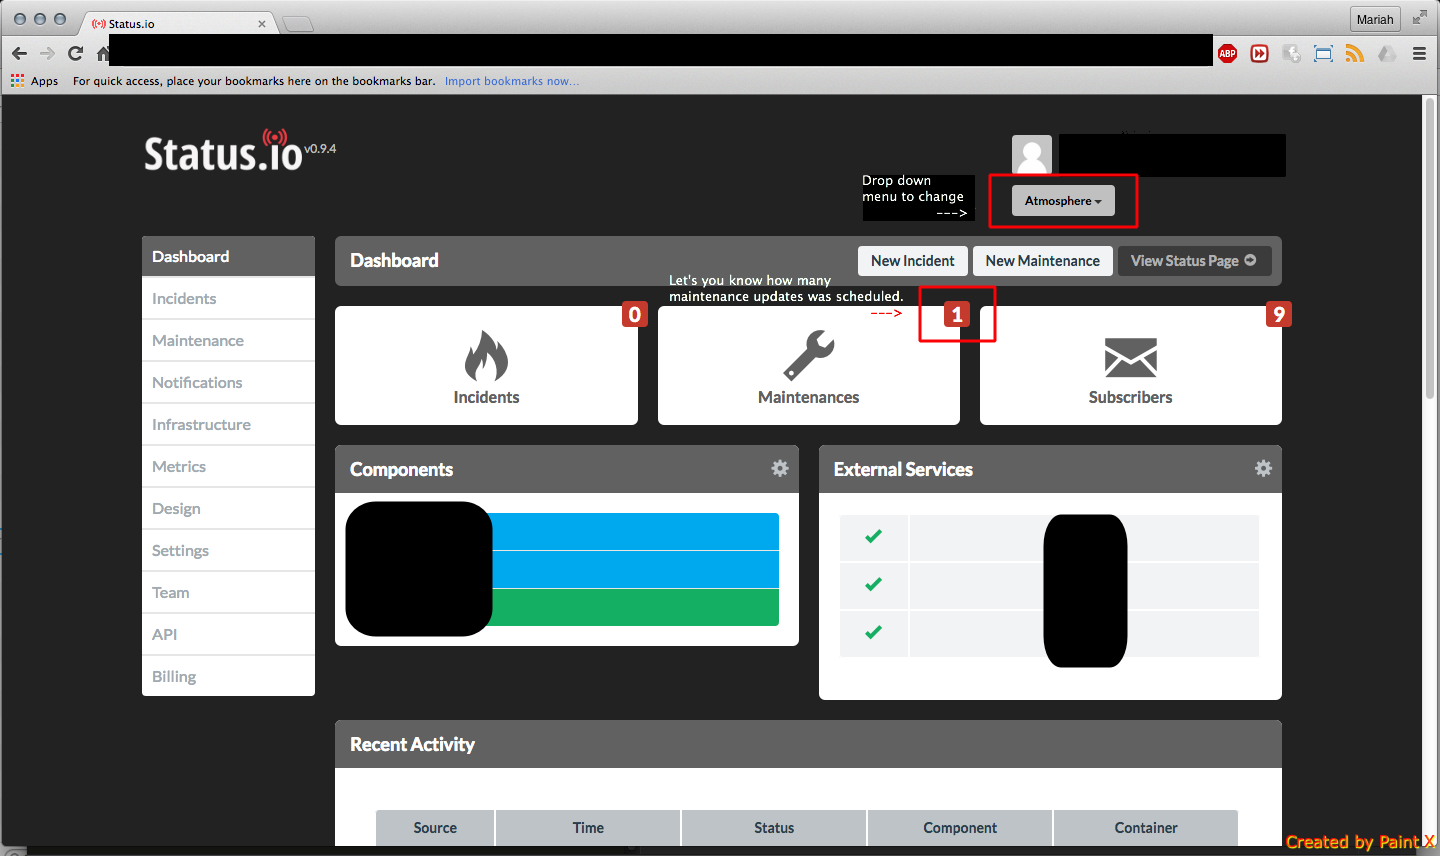 Status.io
Mariah
ABP
Apps
For quick access, place your bookmarks here on the bookmarks bar.
Import bookmarks now...
Status.io v0.9.4
Drop down
menu to change
--->
Atmosphere
Dashboard
Incidents
Maintenance
Notifications
Infrastructure
Metrics
Design
Settings
Team
API
Billing
Dashboard
New Incident
New Maintenance
View Status Page
Let's you know how many
maintenance updates was scheduled.
--->
0
Incidents
1
Maintenances
9
Subscribers
Components
External Services
Recent Activity
Source
Time
Status
Component
Container
Created by Paint X